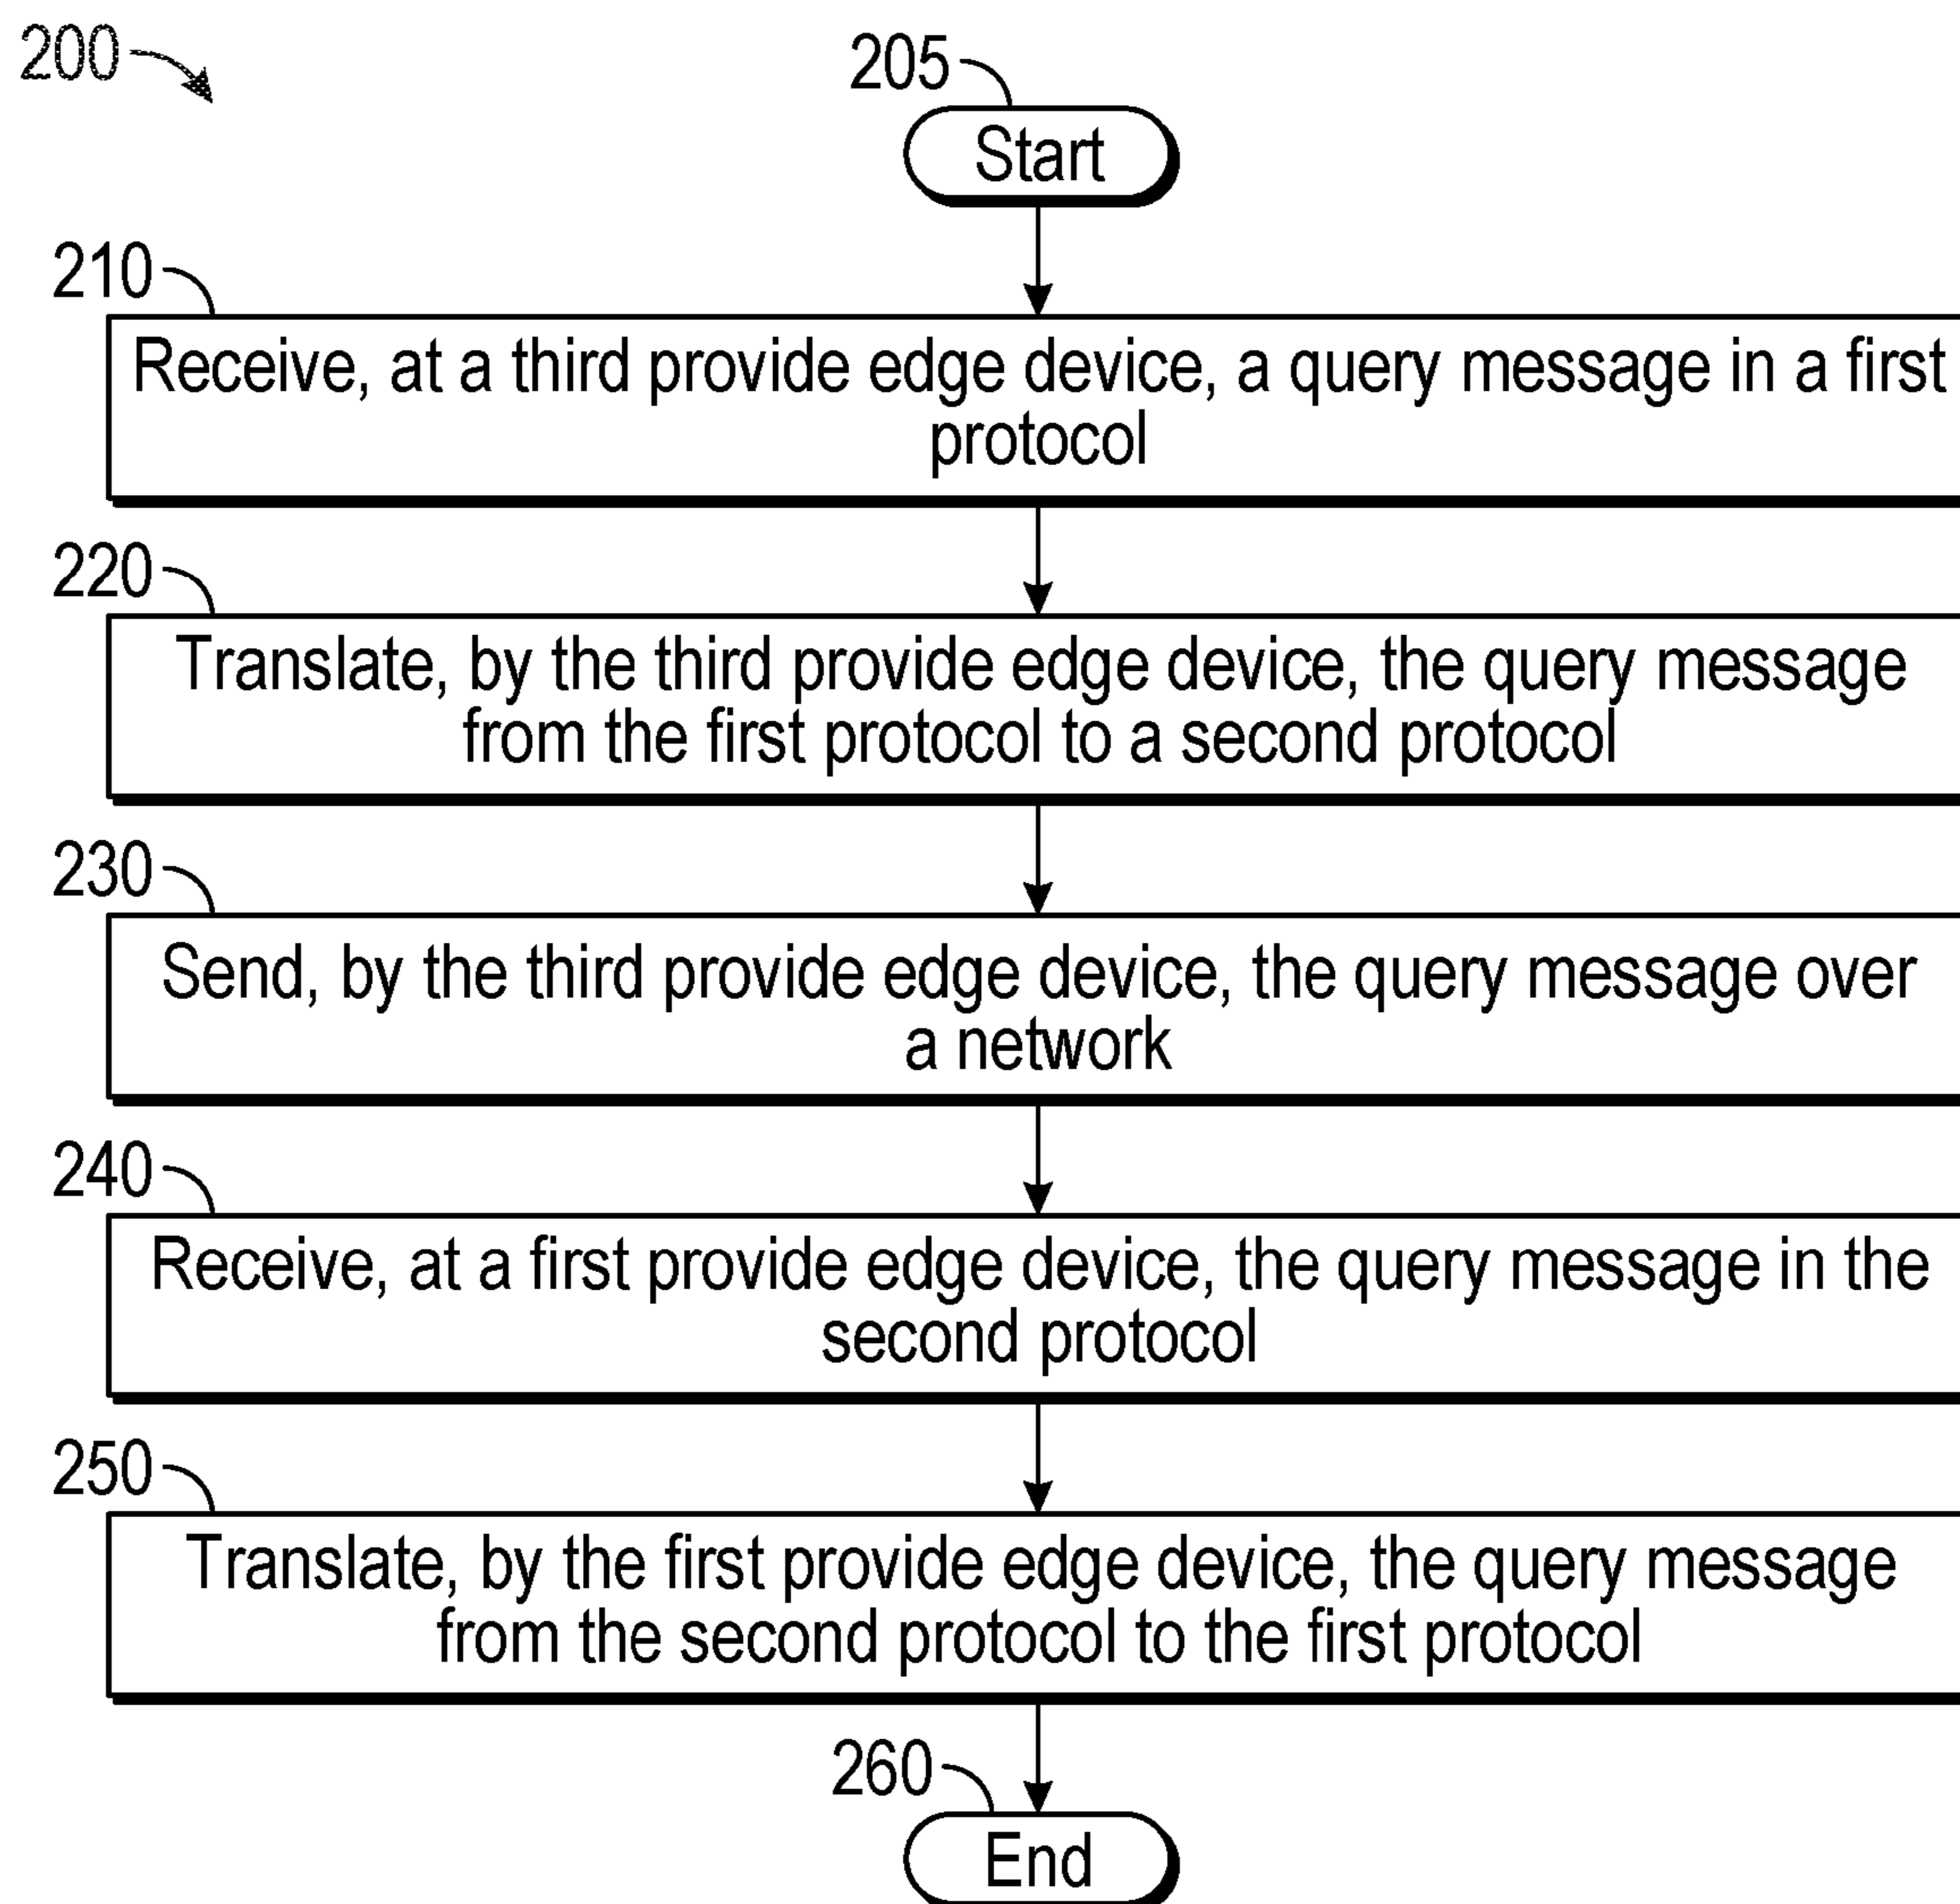 200
205
Start
210
Receive, at a third provide edge device, a query message in a first
protocol
220
Translate, by the third provide edge device, the query message
from the first protocol to a second protocol
230
Send, by the third provide edge device, the query message over
a network
240
Receive, at a first provide edge device, the query message in the
second protocol
250
Translate, by the first provide edge device, the query message
from the second protocol to the first protocol
260
End